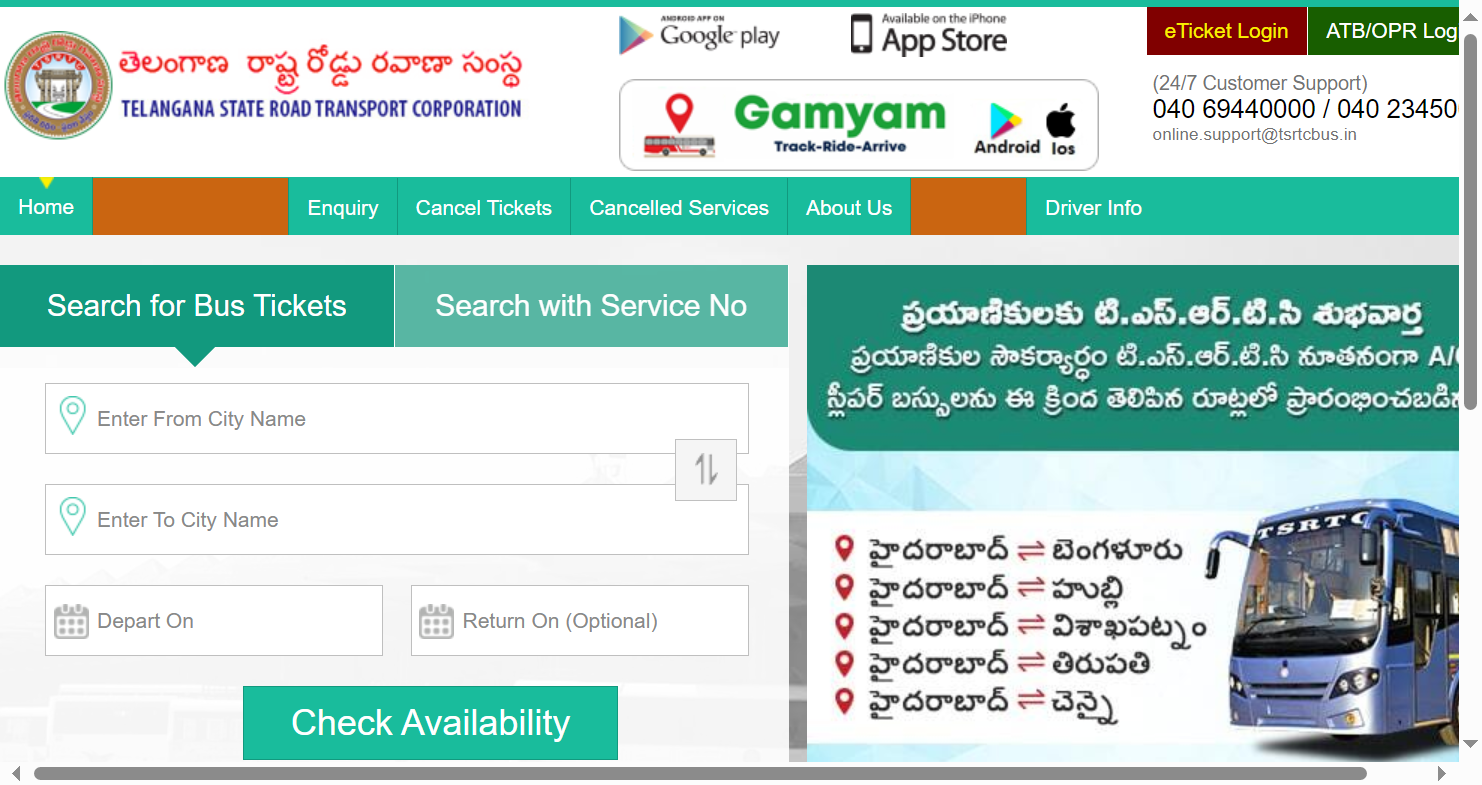 తెలంగాణ రాష్ట్ర రోడ్డు రవాణా సంస్థ
TELANGANA STATE ROAD TRANSPORT CORPORATION
ANDROID APP ON
Google play
Available on the iPhone
App Store
Gamyam
Track-Ride-Arrive
Android Ios
eTicket Login
ATB/OPR Log
(24/7 Customer Support)
040 69440000 / 040 23450
online.support@tsrtcbus.in
Home
Enquiry
Cancel Tickets
Cancelled Services
About Us
Driver Info
Search for Bus Tickets
Search with Service No
Enter From City Name
Enter To City Name
Depart On
Return On (Optional)
Check Availability
ప్రయాణికులకు టి.ఎస్.ఆర్.టి.సి శుభవార్త
ప్రయాణికుల సౌకర్యార్థం టి.ఎస్.ఆర్.టి.సి నూతనంగా A/
స్లీపర్ బస్సులను ఈ క్రింద తెలిపిన రూట్లలో ప్రారంభించబడిన
TSRTC
హైదరాబాద్ ⇌ బెంగళూరు
హైదరాబాద్ ⇌ హుబ్లి
హైదరాబాద్ ⇌ విశాఖపట్నం
హైదరాబాద్ ⇌ తిరుపతి
హైదరాబాద్ ⇌ చెన్నై